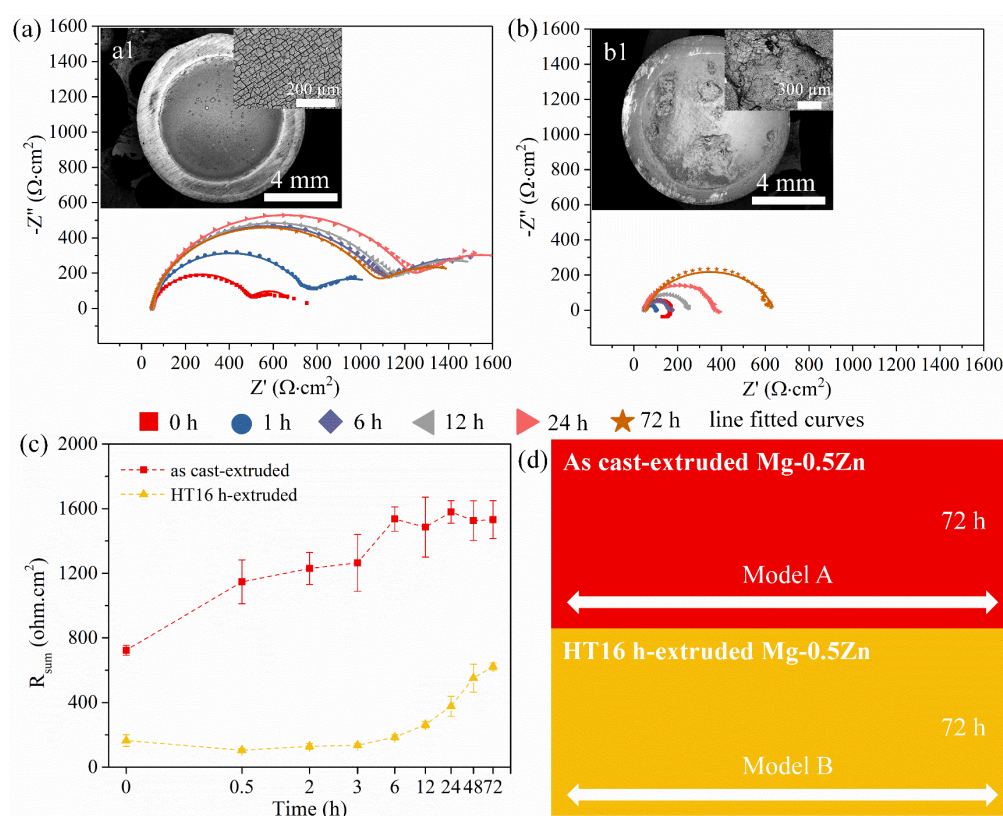 (a)
1600
1400
1200
1000
800
600
400
200
0
-Z" (Ω·cm²)
a1
200 μm
4 mm
0 200 400 600 800 1000 1200 1400 1600
Z' (Ω·cm²)
(b)
1600
1400
1200
1000
800
600
400
200
0
-Z" (Ω·cm²)
b1
300 μm
4 mm
0 200 400 600 800 1000 1200 1400 1600
Z' (Ω·cm²)
0 h 1 h 6 h 12 h 24 h 72 h line fitted curves
(c)
2000
1600
1200
800
400
0
Rsum (ohm.cm²)
as cast-extruded
HT16 h-extruded
0 0.5 2 3 6 12 24 48 72
Time (h)
(d)
As cast-extruded Mg-0.5Zn
72 h
Model A
HT16 h-extruded Mg-0.5Zn
72 h
Model B